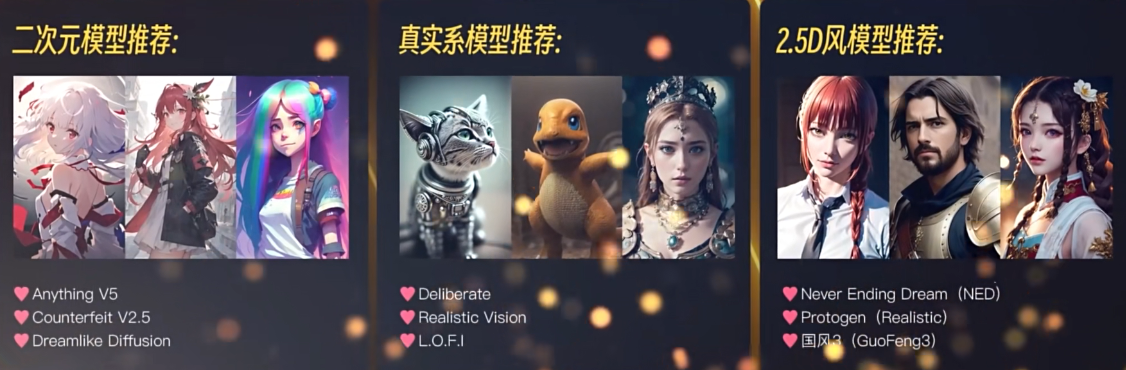 二次元模型推荐:
Anything V5
Counterfeit V2.5
Dreamlike Diffusion
真实系模型推荐:
Deliberate
Realistic Vision
L.O.F.I
2.5D风模型推荐:
Never Ending Dream（NED）
Protogen（Realistic）
国风3（GuoFeng3）